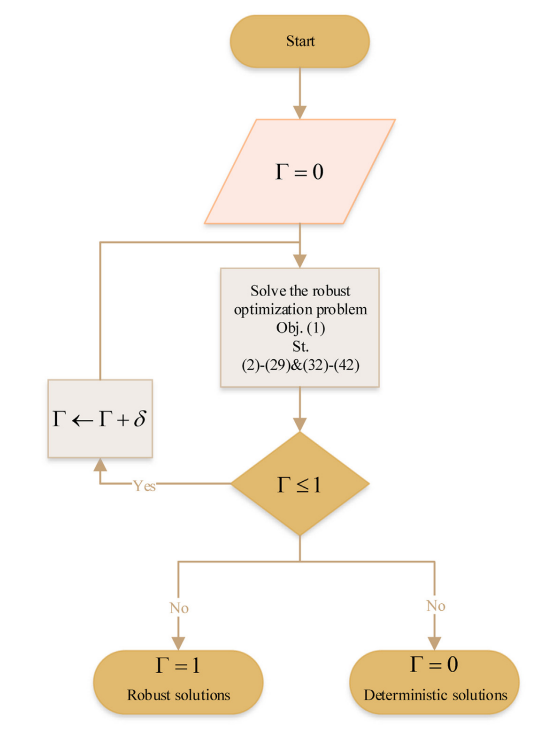 Start
Γ = 0
Solve the robust
optimization problem
Obj. (1)
St.
(2)-(29)&(32)-(42)
Γ ← Γ + δ
Γ ≤ 1
Yes
No
No
Γ = 1
Robust solutions
Γ = 0
Deterministic solutions